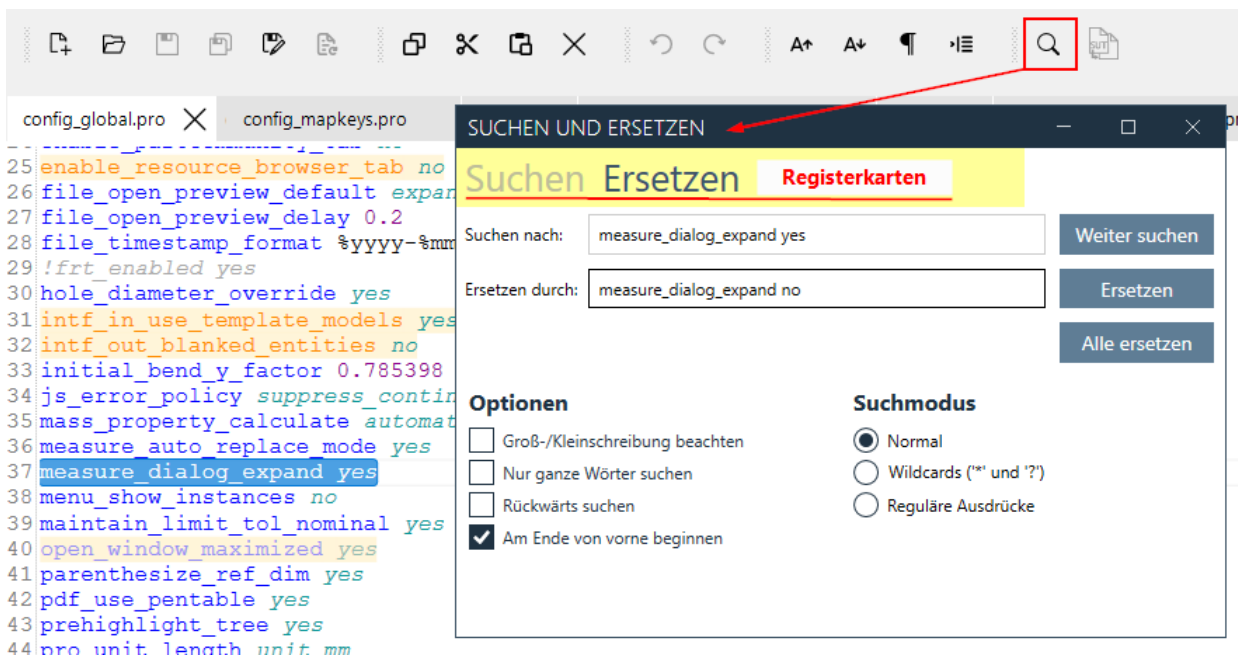 A A ¶
SUT
config_global.pro config_mapkeys.pro
25 enable_resource_browser_tab no
26 file_open_preview_default expan
27 file_open_preview_delay 0.2
28 file_timestamp_format %yyyy-%mm
29 !frt_enabled yes
30 hole_diameter_override yes
31 intf_in_use_template_models yes
32 intf_out_blanked_entities no
33 initial_bend_y_factor 0.785398
34 js_error_policy suppress_contin
35 mass_property_calculate automat
36 measure_auto_replace_mode yes
37 measure_dialog_expand yes
38 menu_show_instances no
39 maintain_limit_tol_nominal yes
40 open_window_maximized yes
41 parenthesize_ref_dim yes
42 pdf_use_pentable yes
43 prehighlight_tree yes
44 pro_unit_length unit_mm
SUCHEN UND ERSETZEN
Suchen Ersetzen Registerkarten
Suchen nach: measure_dialog_expand yes Weiter suchen
Ersetzen durch: measure_dialog_expand no Ersetzen
Alle ersetzen
Optionen Suchmodus
Groß-/Kleinschreibung beachten Normal
Nur ganze Wörter suchen Wildcards ('*' und '?')
Rückwärts suchen Reguläre Ausdrücke
Am Ende von vorne beginnen